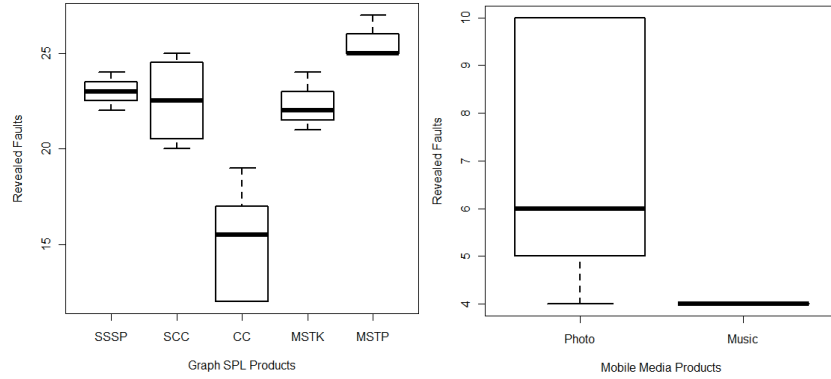 Revealed Faults
25
20
15
SSSP SCC CC MSTK MSTP
Graph SPL Products
Revealed Faults
10
9
8
7
6
5
4
Photo Music
Mobile Media Products